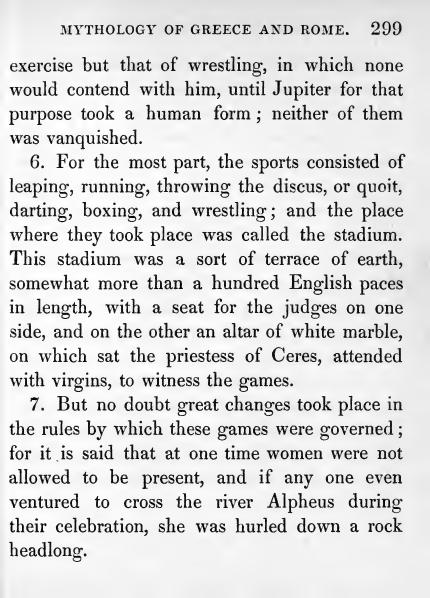 MYTHOLOGY OF GREECE AND ROME. 299
exercise but that of wrestling, in which none
would contend with him, until Jupiter for that
purpose took a human form ; neither of them
was vanquished.
6. For the most part, the sports consisted of
leaping, running, throwing the discus, or quoit,
darting, boxing, and wrestling ; and the place
where they took place was called the stadium.
This stadium was a sort of terrace of earth,
somewhat more than a hundred English paces
in length, with a seat for the judges on one
side, and on the other an altar of white marble,
on which sat the priestess of Ceres, attended
with virgins, to witness the games.
7. But no doubt great changes took place in
the rules by which these games were governed ;
for it is said that at one time women were not
allowed to be present, and if any one even
ventured to cross the river Alpheus during
their celebration, she was hurled down a rock
headlong.